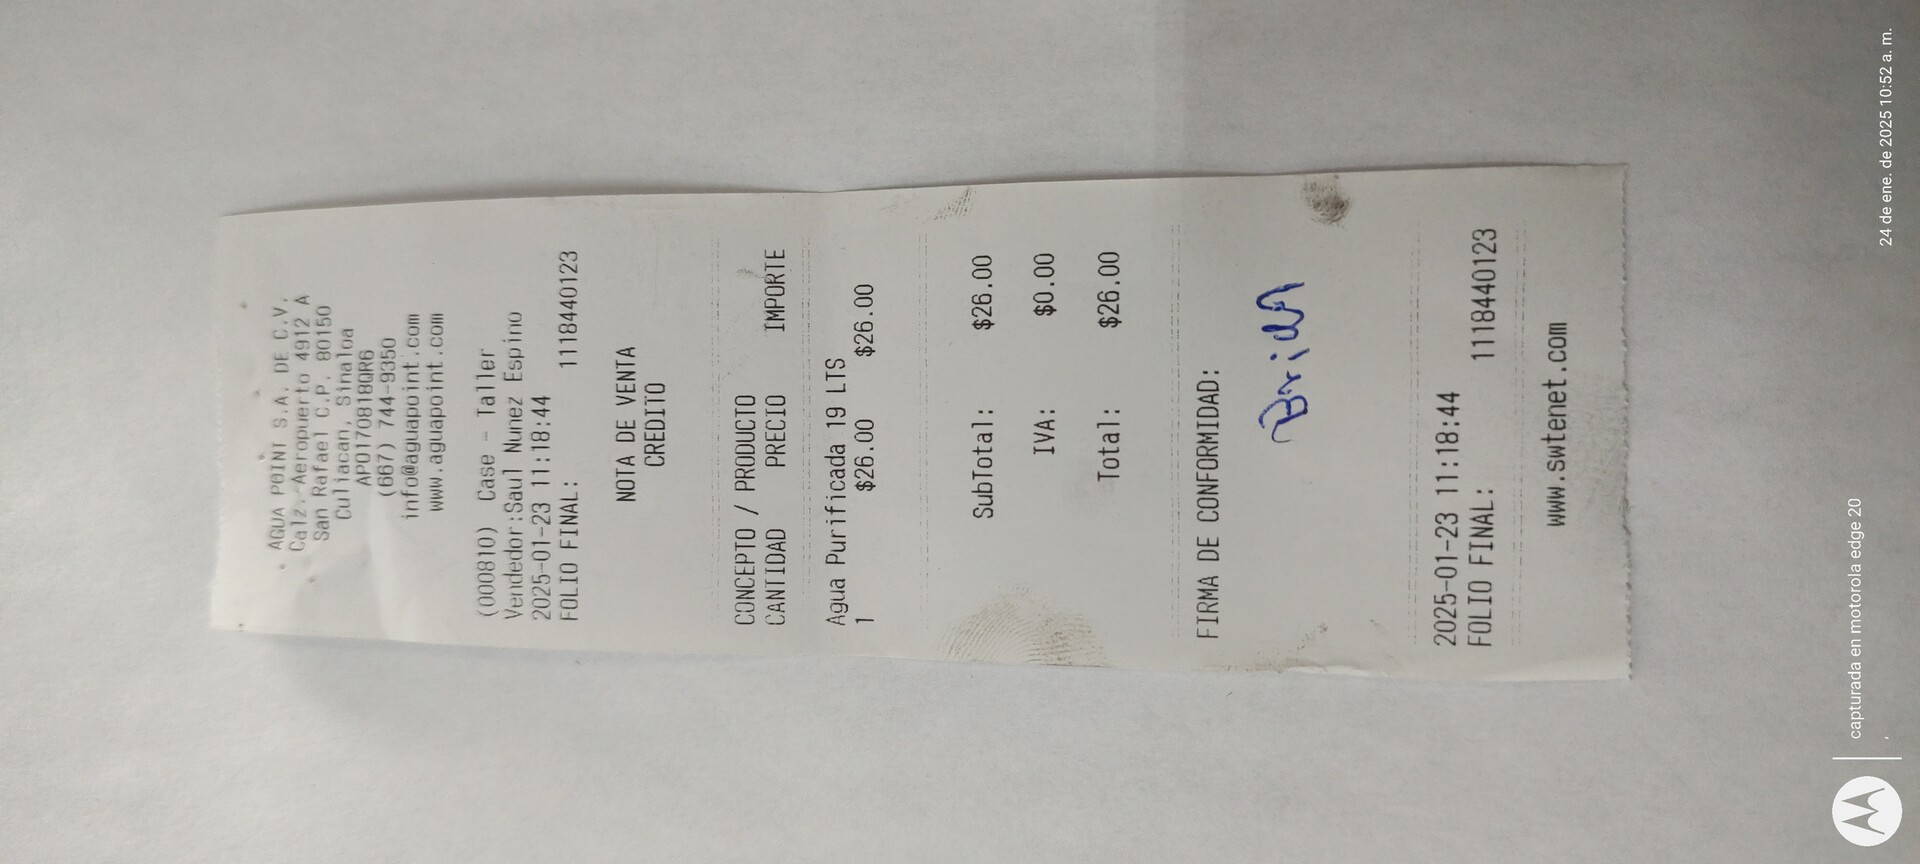 AGUA POINT S.A. DE C.V.
Calz. Aeropuerto 4912 A
San Rafael C.P. 80150
Culiacan, Sinaloa
APO170818QR6
(667) 744-9350
info@aguapoint.com
www.aguapoint.com
(000810) Case - Taller
Vendedor:Saul Nunez Espino
2025-01-23 11:18:44
FOLIO FINAL: 1118440123
NOTA DE VENTA
CREDITO
CONCEPTO / PRODUCTO
CANTIDAD PRECIO IMPORTE
Agua Purificada 19 LTS
1 $26.00 $26.00
SubTotal: $26.00
IVA: $0.00
Total: $26.00
FIRMA DE CONFORMIDAD:
2025-01-23 11:18:44
FOLIO FINAL: 1118440123
www.swtenet.com
capturada en motorola edge 20
24 de ene. de 2025 10:52 a. m.